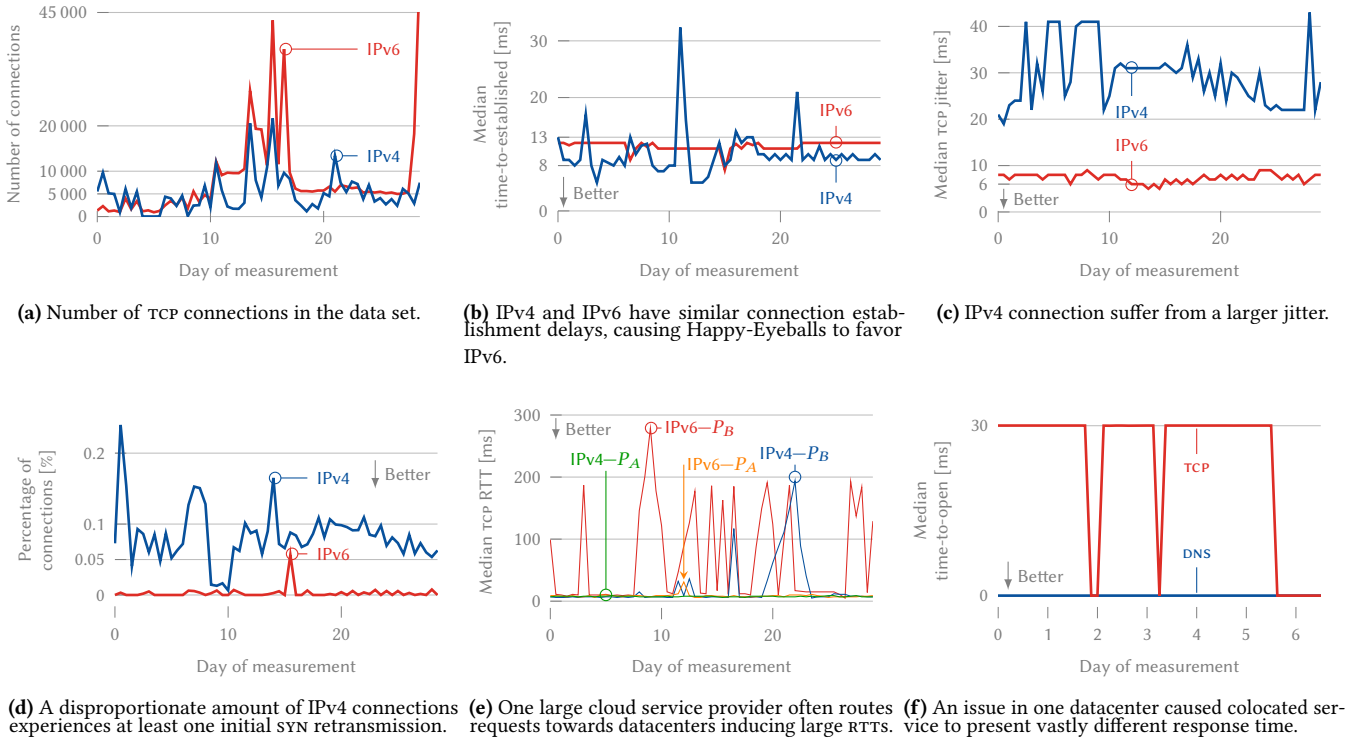 45 000
20 000
10 000
5 000
0
Number of connections
IPv6
IPv4
0
10
20
Day of measurement
(a) Number of TCP connections in the data set.
30
20
13
8
0
Median
time-to-established [ms]
IPv6
IPv4
Better
0
10
20
Day of measurement
(b) IPv4 and IPv6 have similar connection estab-
lishment delays, causing Happy-Eyeballs to favor
IPv6.
40
30
20
10
6
0
Median TCP jitter [ms]
IPv4
IPv6
Better
0
10
20
Day of measurement
(c) IPv4 connection suffer from a larger jitter.
0.2
0.1
0.05
0
Percentage of
connections [%]
IPv4
Better
IPv6
0
10
20
Day of measurement
(d) A disproportionate amount of IPv4 connections
experiences at least one initial SYN retransmission.
300
200
100
0
Median TCP RTT [ms]
Better
IPv6—P_B
IPv4—P_A
IPv6—P_A
IPv4—P_B
0
10
20
Day of measurement
(e) One large cloud service provider often routes
requests towards datacenters inducing large RTTs.
30
0
Median
time-to-open [ms]
TCP
DNS
Better
0
1
2
3
4
5
6
Day of measurement
(f) An issue in one datacenter caused colocated ser-
vice to present vastly different response time.